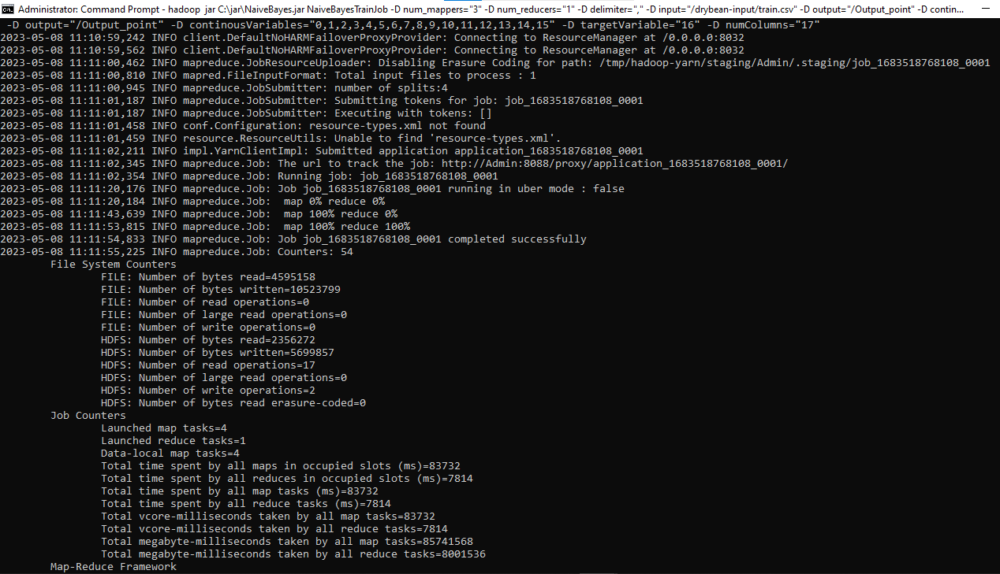 Administrator: Command Prompt - hadoop jar C:\jar\NaiveBayes.jar NaiveBayesTrainJob -D num_mappers="3" -D num_reducers="1" -D delimiter="," -D input="/drybean-input/train.csv" -D output="/Output_point" -D contin...
-D output="/Output_point" -D continousVariables="0,1,2,3,4,5,6,7,8,9,10,11,12,13,14,15" -D targetVariable="16" -D numColumns="17"
2023-05-08 11:10:59,242 INFO client.DefaultNoHARMFailoverProxyProvider: Connecting to ResourceManager at /0.0.0.0:8032
2023-05-08 11:10:59,562 INFO client.DefaultNoHARMFailoverProxyProvider: Connecting to ResourceManager at /0.0.0.0:8032
2023-05-08 11:11:00,462 INFO mapreduce.JobResourceUploader: Disabling Erasure Coding for path: /tmp/hadoop-yarn/staging/Admin/.staging/job_1683518768108_0001
2023-05-08 11:11:00,810 INFO mapred.FileInputFormat: Total input files to process : 1
2023-05-08 11:11:00,945 INFO mapreduce.JobSubmitter: number of splits:4
2023-05-08 11:11:01,187 INFO mapreduce.JobSubmitter: Submitting tokens for job: job_1683518768108_0001
2023-05-08 11:11:01,187 INFO mapreduce.JobSubmitter: Executing with tokens: []
2023-05-08 11:11:01,458 INFO conf.Configuration: resource-types.xml not found
2023-05-08 11:11:01,459 INFO resource.ResourceUtils: Unable to find 'resource-types.xml'.
2023-05-08 11:11:02,211 INFO impl.YarnClientImpl: Submitted application application_1683518768108_0001
2023-05-08 11:11:02,345 INFO mapreduce.Job: The url to track the job: http://Admin:8088/proxy/application_1683518768108_0001/
2023-05-08 11:11:02,354 INFO mapreduce.Job: Running job: job_1683518768108_0001
2023-05-08 11:11:20,176 INFO mapreduce.Job: Job job_1683518768108_0001 running in uber mode : false
2023-05-08 11:11:20,184 INFO mapreduce.Job:  map 0% reduce 0%
2023-05-08 11:11:43,639 INFO mapreduce.Job:  map 100% reduce 0%
2023-05-08 11:11:53,815 INFO mapreduce.Job:  map 100% reduce 100%
2023-05-08 11:11:54,833 INFO mapreduce.Job: Job job_1683518768108_0001 completed successfully
2023-05-08 11:11:55,225 INFO mapreduce.Job: Counters: 54
File System Counters
FILE: Number of bytes read=4595158
FILE: Number of bytes written=10523799
FILE: Number of read operations=0
FILE: Number of large read operations=0
FILE: Number of write operations=0
HDFS: Number of bytes read=2356272
HDFS: Number of bytes written=5699857
HDFS: Number of read operations=17
HDFS: Number of large read operations=0
HDFS: Number of write operations=2
HDFS: Number of bytes read erasure-coded=0
Job Counters
Launched map tasks=4
Launched reduce tasks=1
Data-local map tasks=4
Total time spent by all maps in occupied slots (ms)=83732
Total time spent by all reduces in occupied slots (ms)=7814
Total time spent by all map tasks (ms)=83732
Total time spent by all reduce tasks (ms)=7814
Total vcore-milliseconds taken by all map tasks=83732
Total vcore-milliseconds taken by all reduce tasks=7814
Total megabyte-milliseconds taken by all map tasks=85741568
Total megabyte-milliseconds taken by all reduce tasks=8001536
Map-Reduce Framework